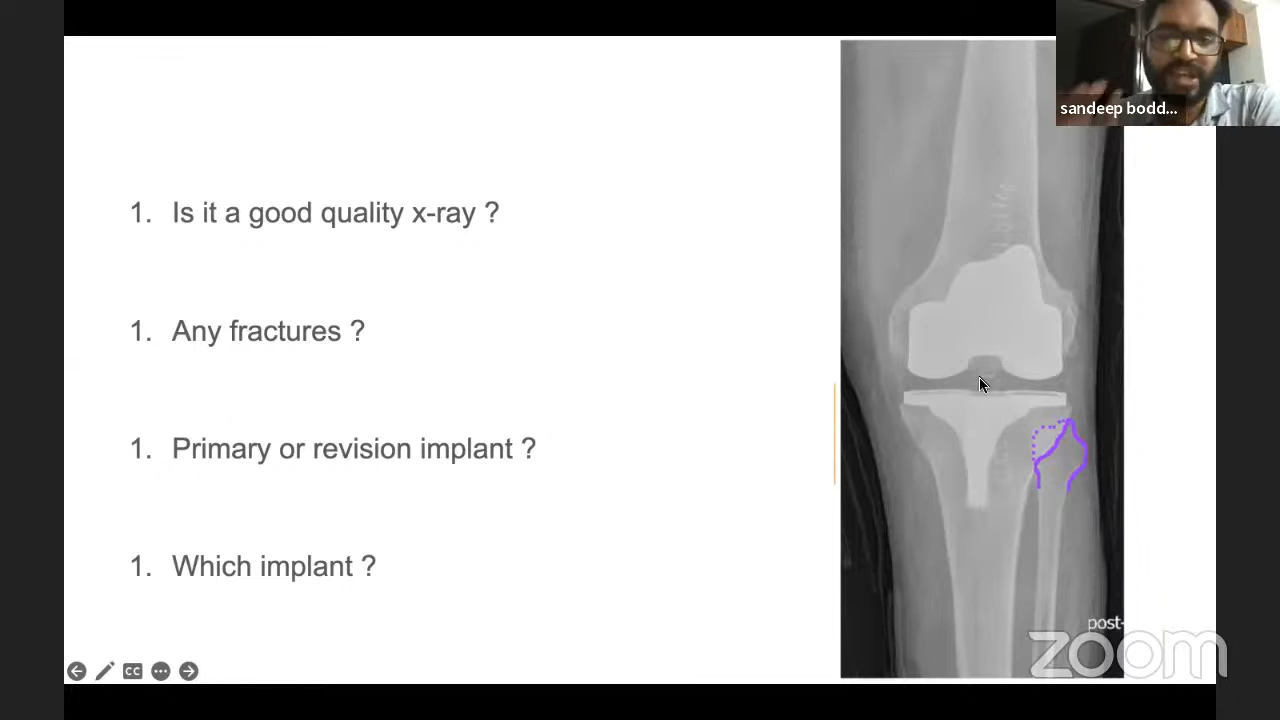 sandeep bodd...
1. Is it a good quality x-ray ?
1. Any fractures ?
1. Primary or revision implant ?
1. Which implant ?
post-
zoom
CC